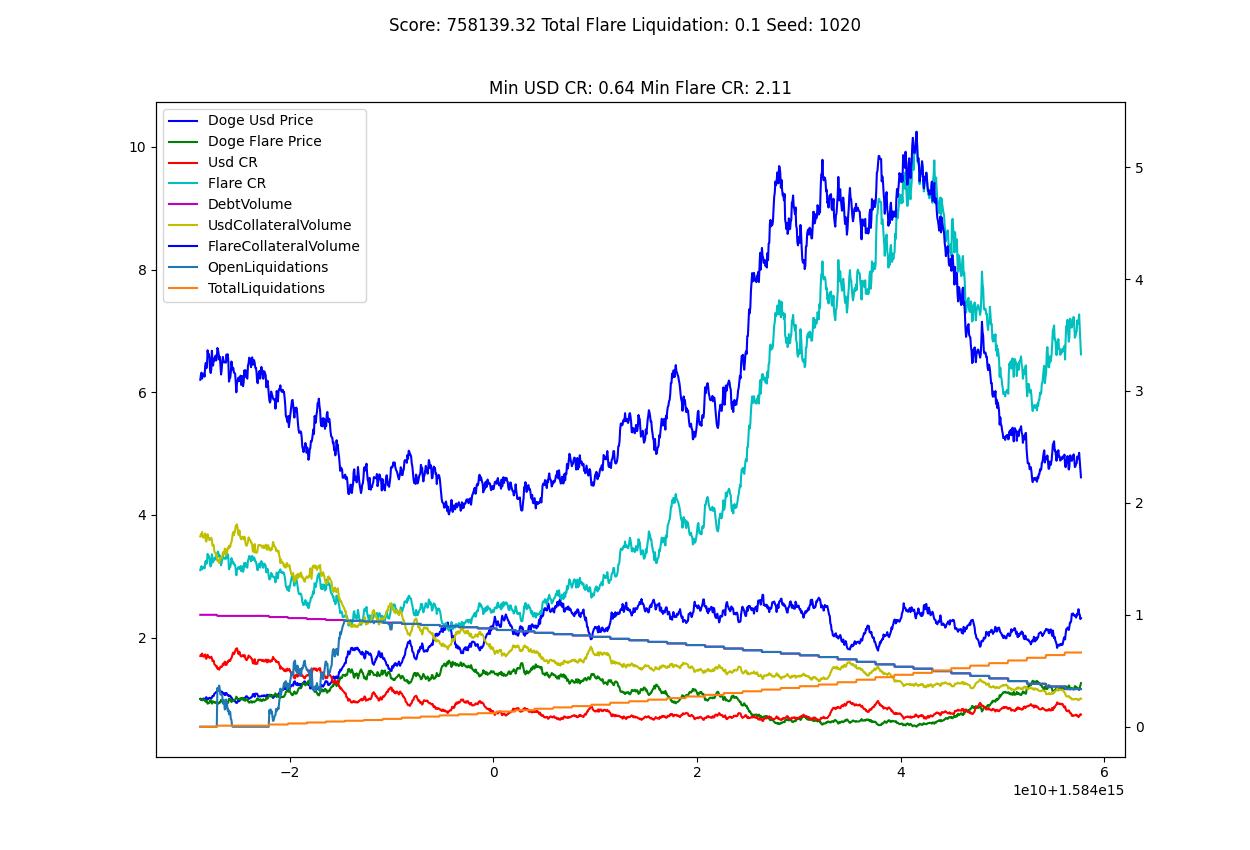 Score: 758139.32 Total Flare Liquidation: 0.1 Seed: 1020
Min USD CR: 0.64 Min Flare CR: 2.11
Doge Usd Price
Doge Flare Price
Usd CR
Flare CR
DebtVolume
UsdCollateralVolume
FlareCollateralVolume
OpenLiquidations
TotalLiquidations
10
8
6
4
2
5
4
3
2
1
0
−2 0 2 4 6
1e10+1.584e15